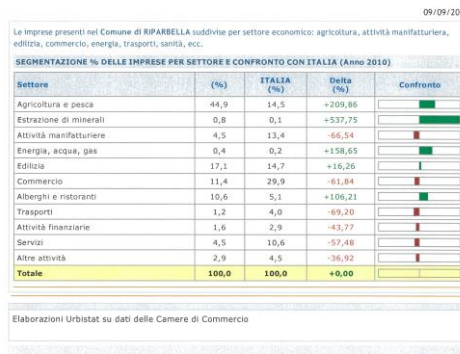 09/09/20
Le imprese presenti nel Comune di RIPARBELLA suddivise per settore economico: agricoltura, attività manifatturiera,
edilizia, commercio, energia, trasporti, sanità, ecc.
SEGMENTAZIONE % DELLE IMPRESE PER SETTORE E CONFRONTO CON ITALIA (Anno 2010)
Settore (%) ITALIA (%) Delta (%) Confronto
Agricoltura e pesca 44,9 14,5 +209,86
Estrazione di minerali 0,8 0,1 +537,75
Attività manifatturiere 4,5 13,4 -66,54
Energia, acqua, gas 0,4 0,2 +158,65
Edilizia 17,1 14,7 +16,26
Commercio 11,4 29,9 -61,84
Alberghi e ristoranti 10,6 5,1 +106,21
Trasporti 1,2 4,0 -69,20
Attività finanziarie 1,6 2,9 -43,77
Servizi 4,5 10,6 -57,48
Altre attività 2,9 4,5 -36,92
Totale 100,0 100,0 +0,00
Elaborazioni Urbistat su dati delle Camere di Commercio